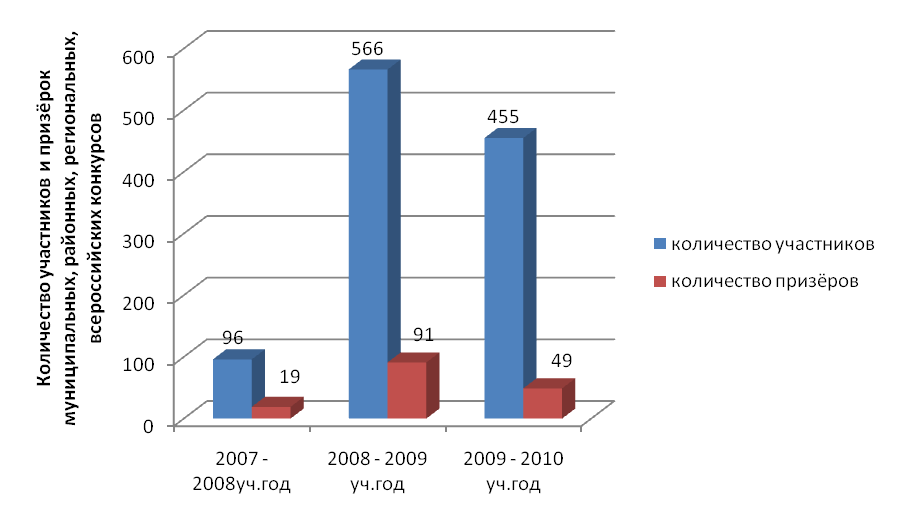 Количество участников и призёрок
муниципальных, районных, региональных,
всероссийских конкурсов
600
500
400
300
200
100
0
96
19
566
91
455
49
2007 -
2008уч.год
2008 - 2009
уч.год
2009 - 2010
уч.год
количество участников
количество призёров